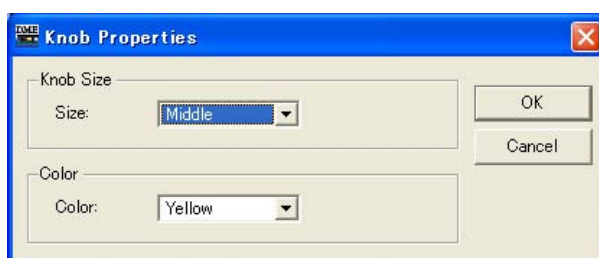 DME Knob Properties
Knob Size
Size: Middle
OK
Cancel
Color
Color: Yellow